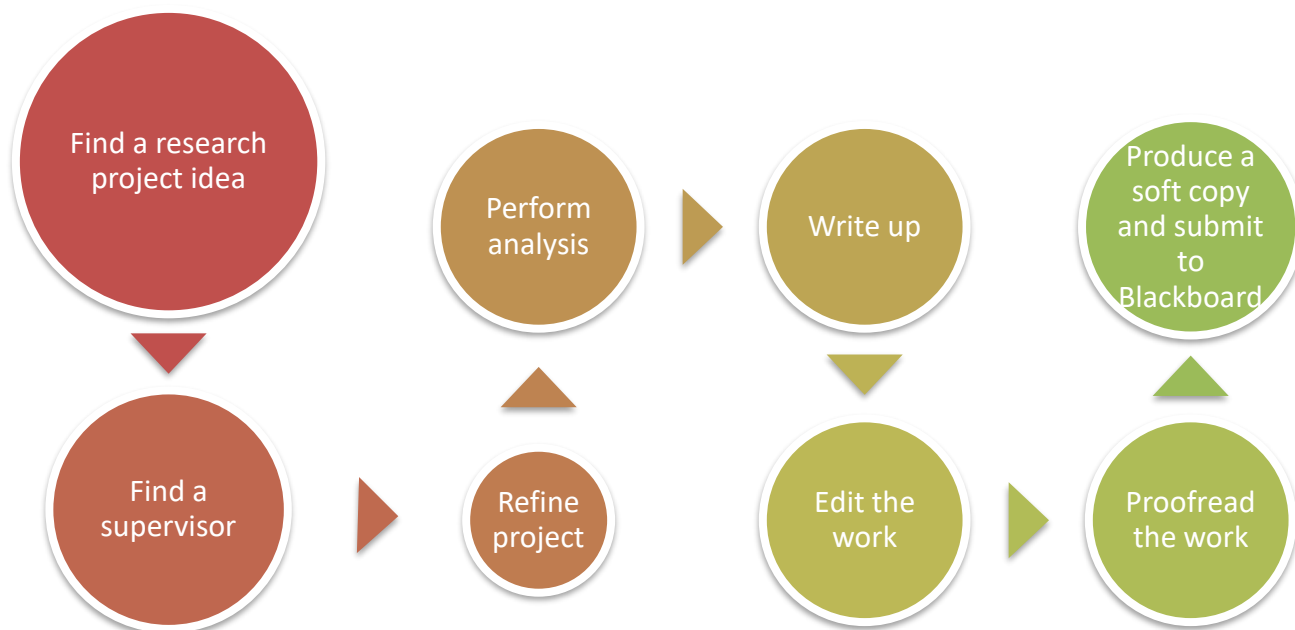 Find a research
project idea
Find a
supervisor
Refine
project
Perform
analysis
Write up
Edit the
work
Proofread
the work
Produce a
soft copy
and submit
to
Blackboard